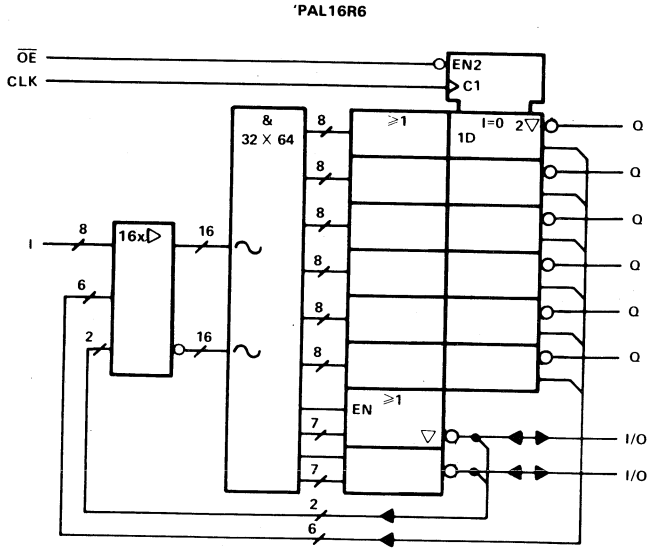 'PAL16R6
OE
CLK
EN2
C1
&
32 X 64
8
≥1
I=0 2▽
1D
Q
8
Q
8
Q
I
8
16x▷
16
8
Q
6
8
Q
2
16
8
Q
EN
≥1
7
▽
I/O
7
I/O
2
6